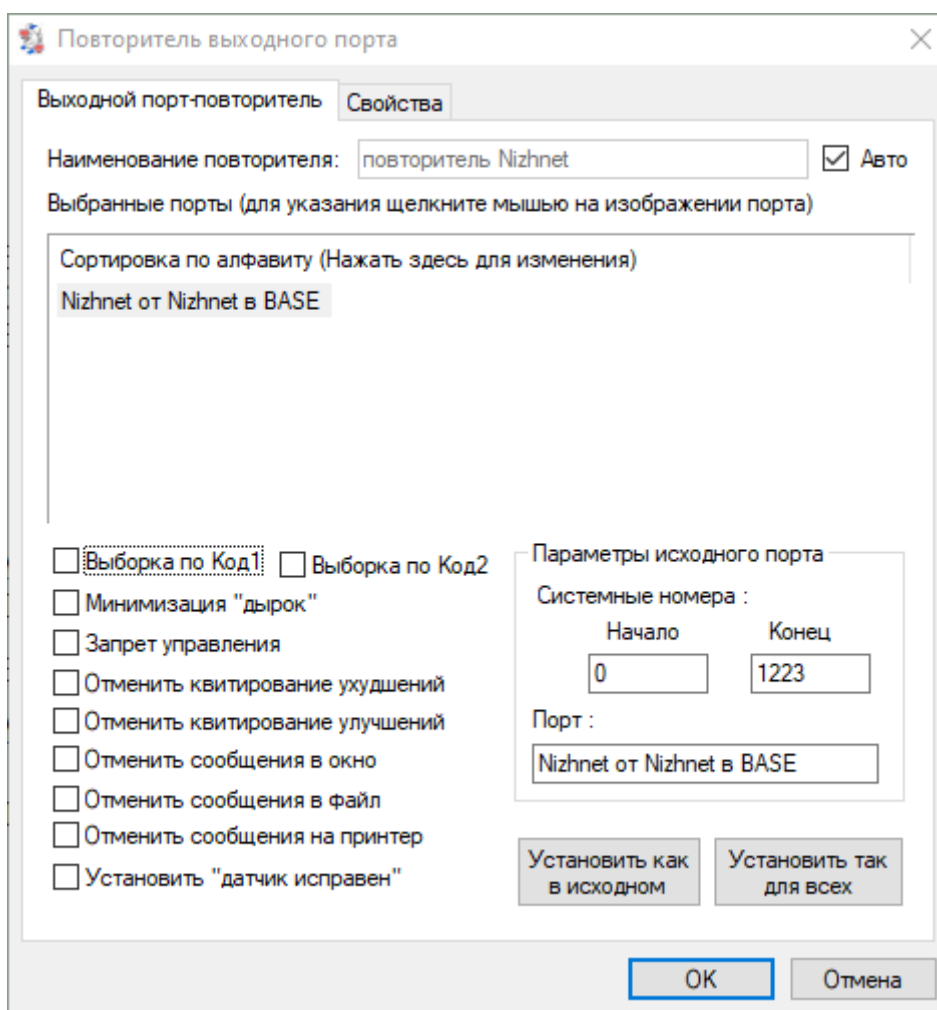 Повторитель выходного порта
Выходной порт-повторитель Свойства
Наименование повторителя: повторитель Nizhnet Авто
Выбранные порты (для указания щелкните мышью на изображении порта)
Сортировка по алфавиту (Нажать здесь для изменения)
Nizhnet от Nizhnet в BASE
Выборка по Код1 Выборка по Код2
Минимизация "дырок"
Запрет управления
Отменить квитирование ухудшений
Отменить квитирование улучшений
Отменить сообщения в окно
Отменить сообщения в файл
Отменить сообщения на принтер
Установить "датчик исправен"
Параметры исходного порта
Системные номера :
Начало Конец
0 1223
Порт :
Nizhnet от Nizhnet в BASE
Установить как
в исходном
Установить так
для всех
OK Отмена